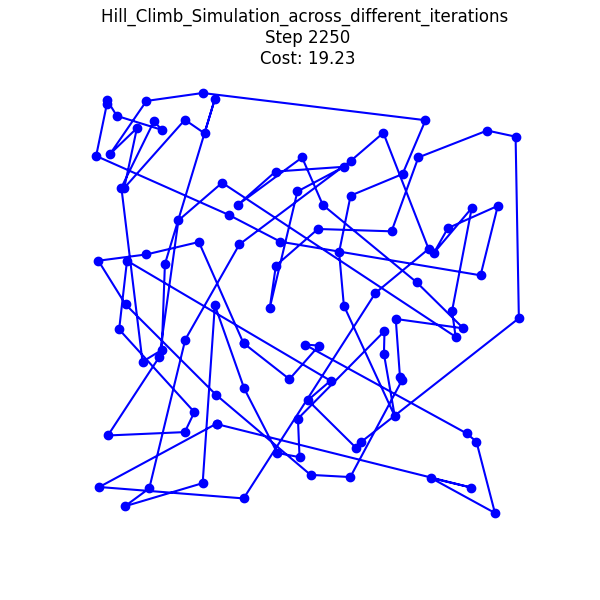 Hill_Climb_Simulation_across_different_iterations
Step 2250
Cost: 19.23